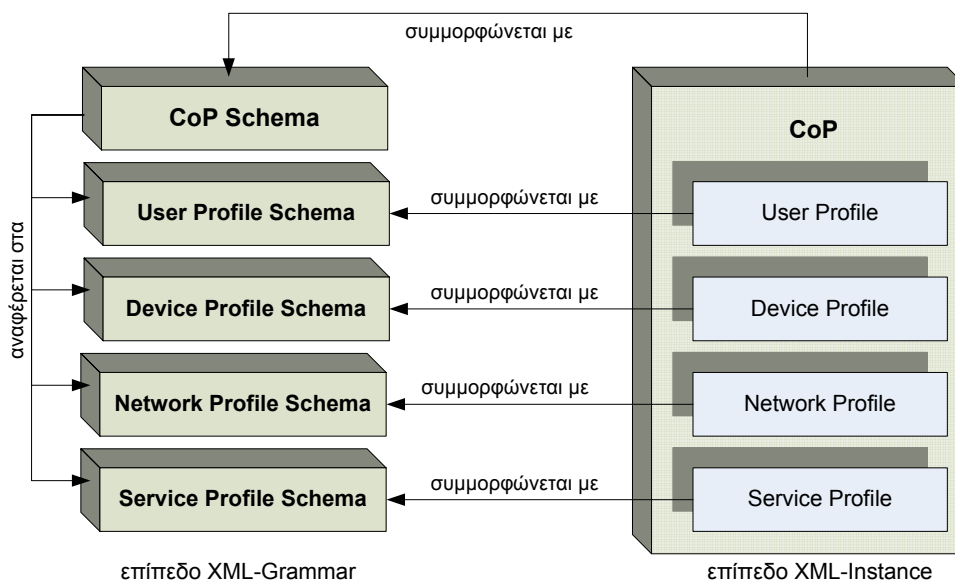 συμμορφώνεται με
CoP Schema
CoP
User Profile Schema
συμμορφώνεται με
User Profile
αναφέρεται στα
Device Profile Schema
συμμορφώνεται με
Device Profile
Network Profile Schema
συμμορφώνεται με
Network Profile
Service Profile Schema
συμμορφώνεται με
Service Profile
επίπεδο XML-Grammar
επίπεδο XML-Instance